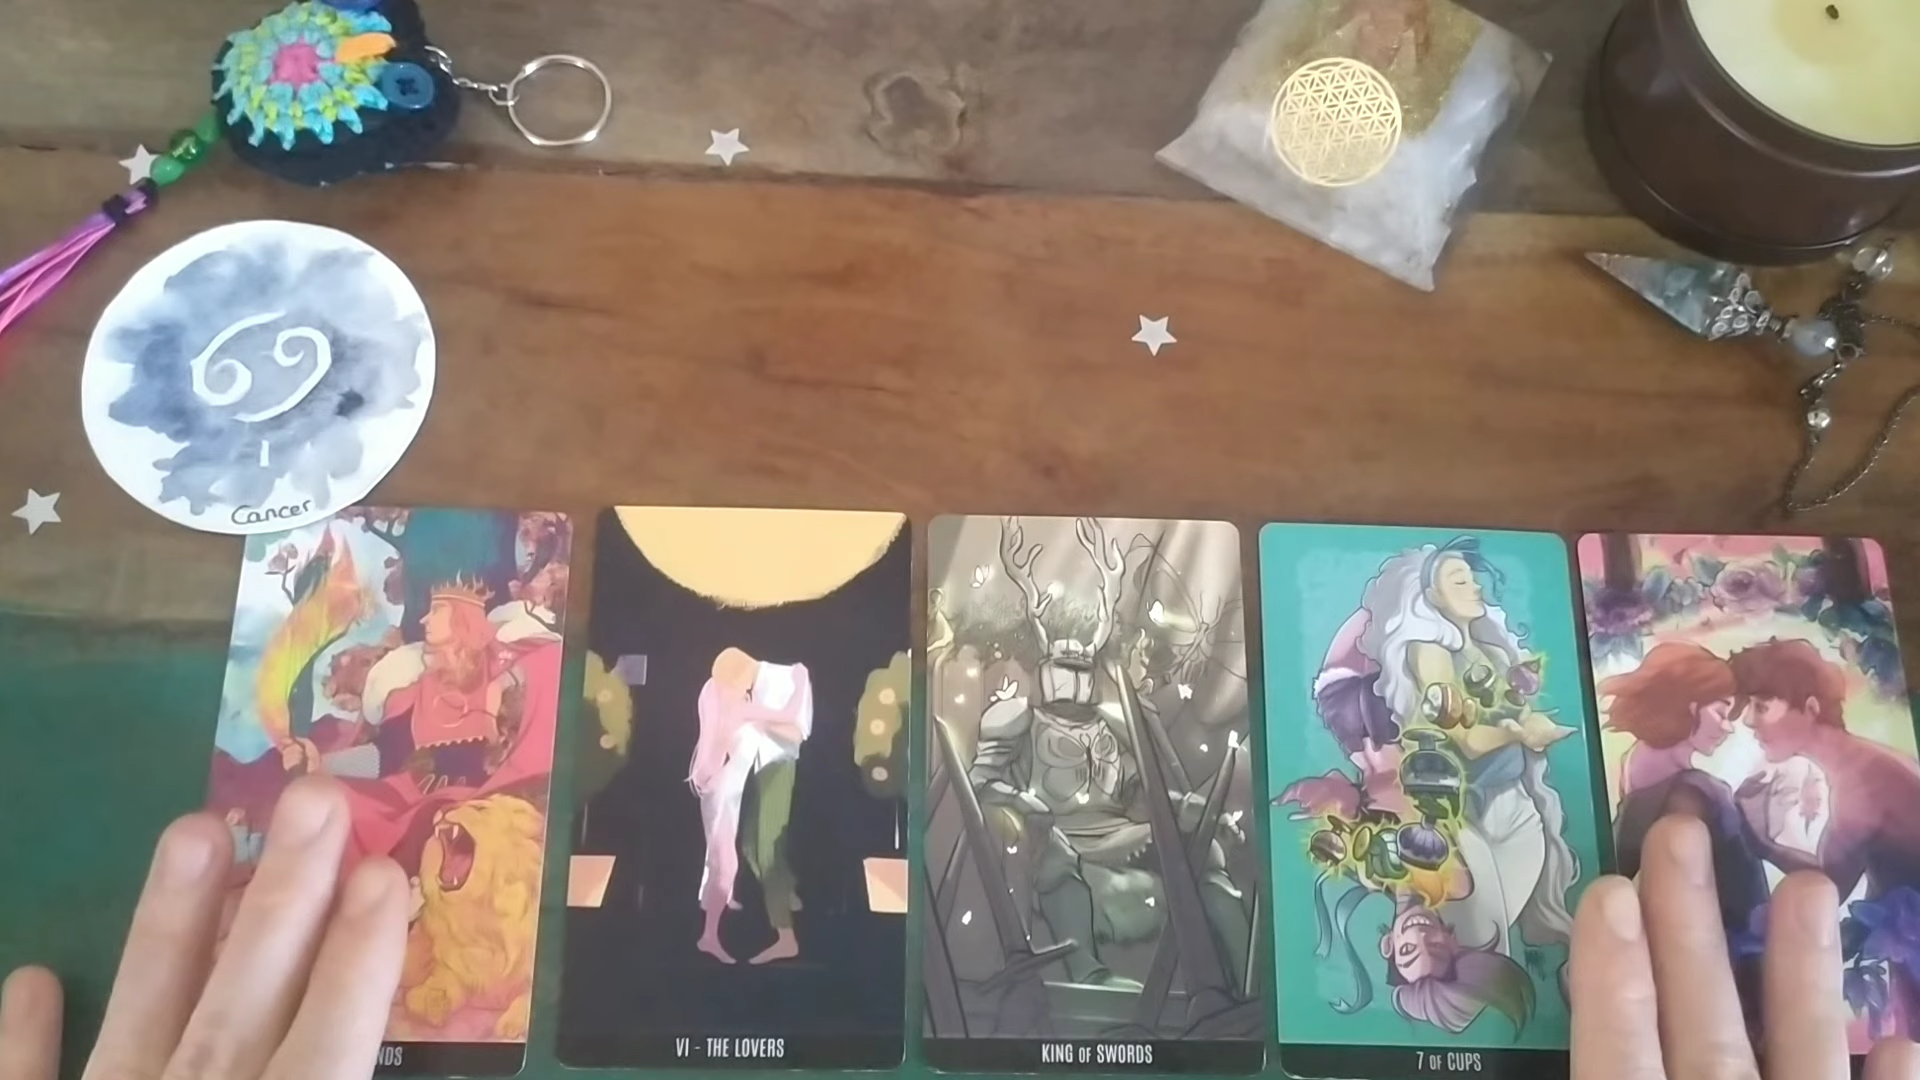 Cancer
NDS
VI - THE LOVERS
KING OF SWORDS
7 OF CUPS